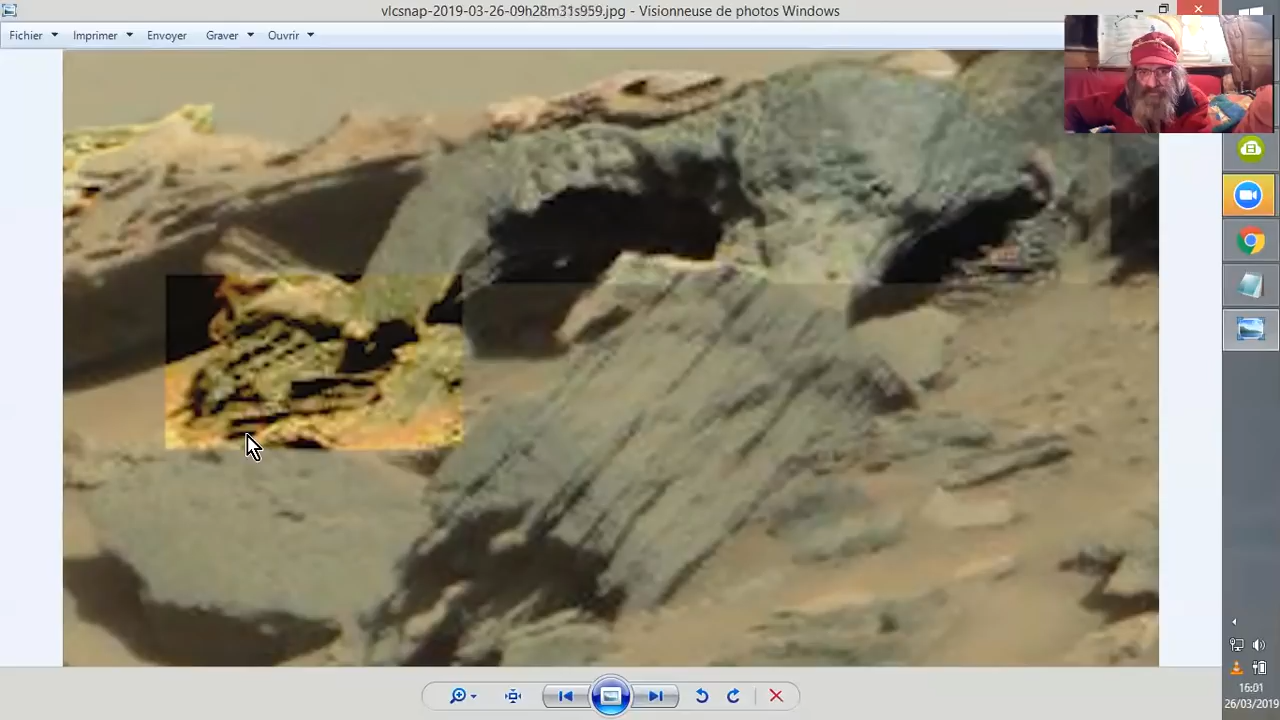 vlcsnap-2019-03-26-09h28m31s959.jpg - Visionneuse de photos Windows
Fichier Imprimer Envoyer Graver Ouvrir
16:01
26/03/2019